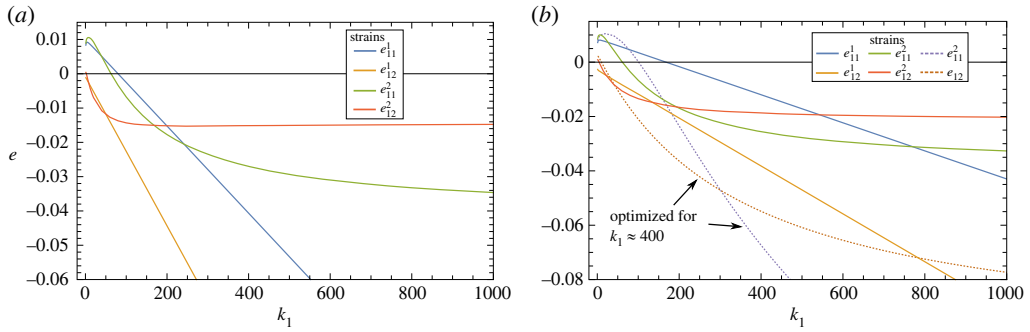 (a)
0.01
0
−0.01
−0.02
−0.03
−0.04
−0.05
−0.06
e
0 200 400 600 800 1000
k₁
strains
e¹₁₁
e¹₁₂
e²₁₁
e²₁₂
(b)
0
−0.02
−0.04
−0.06
−0.08
0 200 400 600 800 1000
k₁
strains
e¹₁₁ e²₁₁ e²₁₁
e¹₁₂ e²₁₂ e₁₂
optimized for
k₁ ≈ 400